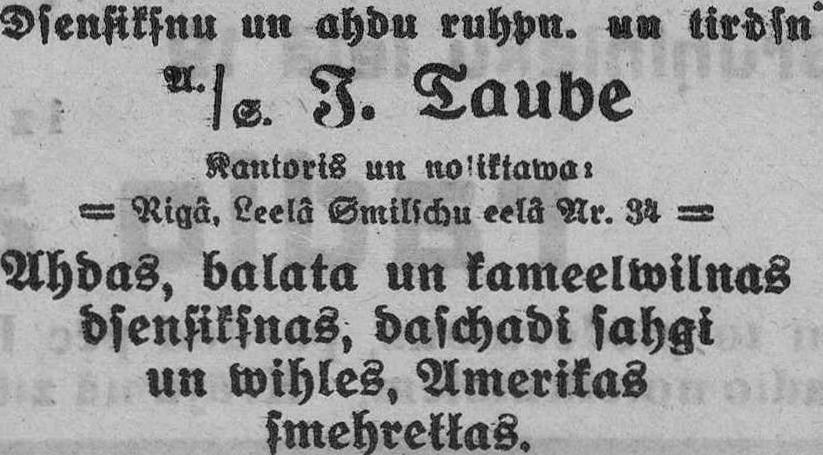 Dſenſikſnu un ahdu ruhpn. un tirdſn
A./S. J. Taube
Kantoris un noliktawa:
= Rigâ, Leelâ Smilſchu eelâ Nr. 34 =
Ahdas, balata un kameelwilnas
dſenſikſnas, daſchadi ſahgi
un wihles, Amerikas
ſmehreklas.